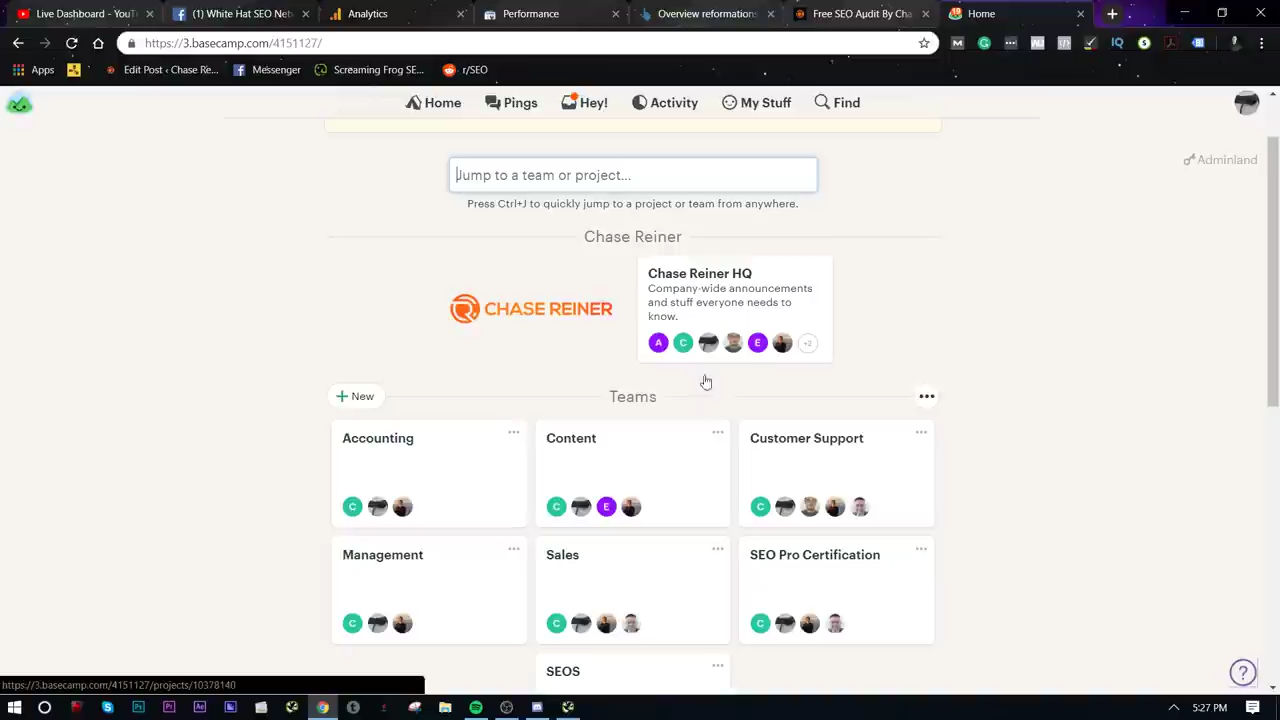 Live Dashboard - YouT
(1) White Hat SEO Net
Analytics
Performance
Overview reformations
Free SEO Audit By Cha
Home
https://3.basecamp.com/4151127/
Apps
Edit Post ‹ Chase Re...
Messenger
Screaming Frog SE...
r/SEO
Home
Pings
Hey!
Activity
My Stuff
Find
Adminland
Jump to a team or project...
Press Ctrl+J to quickly jump to a project or team from anywhere.
Chase Reiner
CHASE REINER
Chase Reiner HQ
Company-wide announcements
and stuff everyone needs to
know.
A C E +2
+ New
Teams
Accounting
Content
Customer Support
C
C E
C
Management
Sales
SEO Pro Certification
C
C
C
SEOS
https://3.basecamp.com/4151127/projects/10378140
5:27 PM